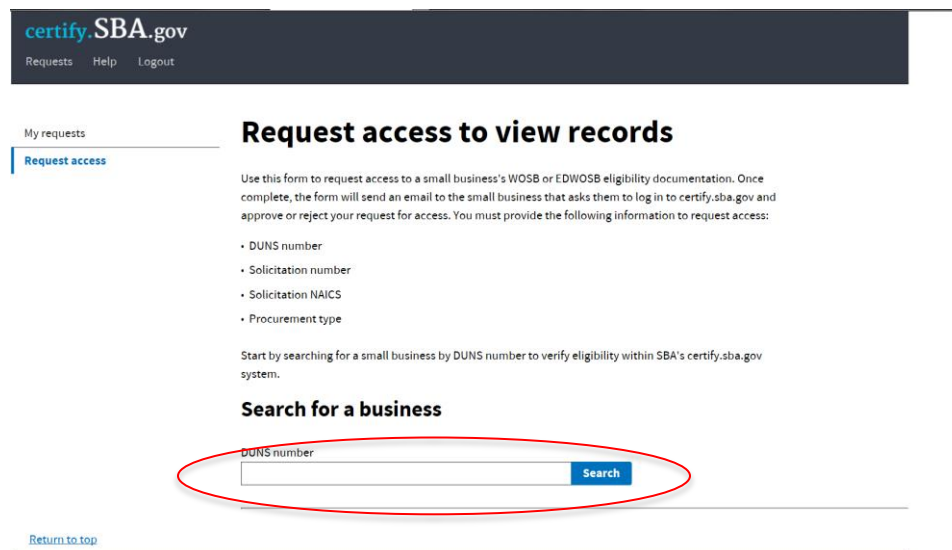 certify.SBA.gov
Requests Help Logout
My requests
Request access
Request access to view records
Use this form to request access to a small business's WOSB or EDWOSB eligibility documentation. Once
complete, the form will send an email to the small business that asks them to log in to certify.sba.gov and
approve or reject your request for access. You must provide the following information to request access:
• DUNS number
• Solicitation number
• Solicitation NAICS
• Procurement type
Start by searching for a small business by DUNS number to verify eligibility within SBA's certify.sba.gov
system.
Search for a business
DUNS number
Search
Return to top